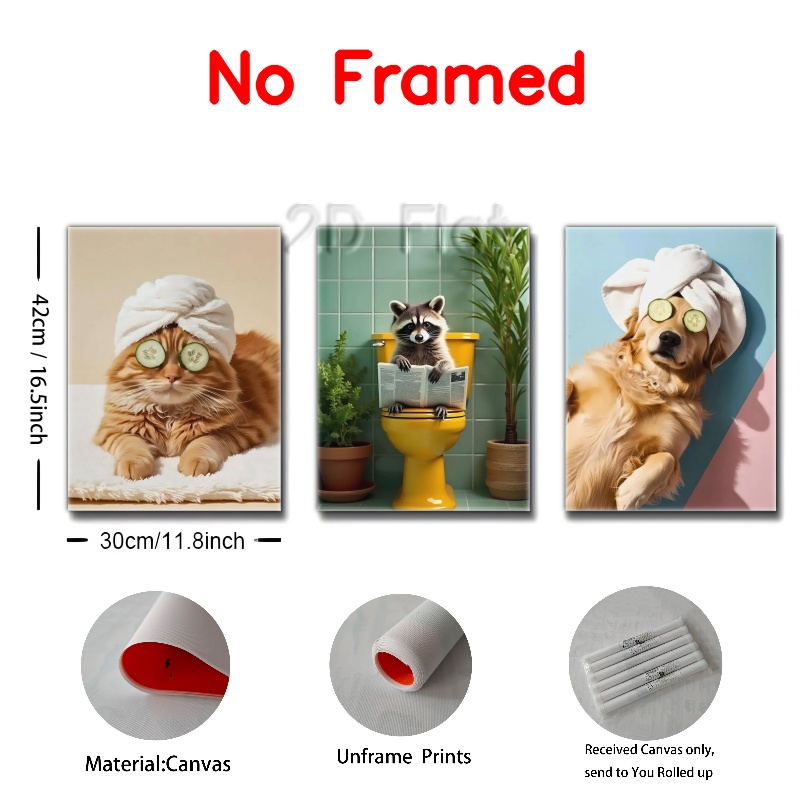 No Framed
2D Flat
42cm / 16.5inch
30cm/11.8inch
Material:Canvas
Unframe Prints
Received Canvas only,
send to You Rolled up